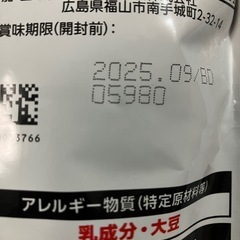 広島県福山市南手城町2-32-14
賞味期限(開封前):
2025.09/BD
05980
3766
アレルギー物質(特定原材料等)
乳成分・大豆